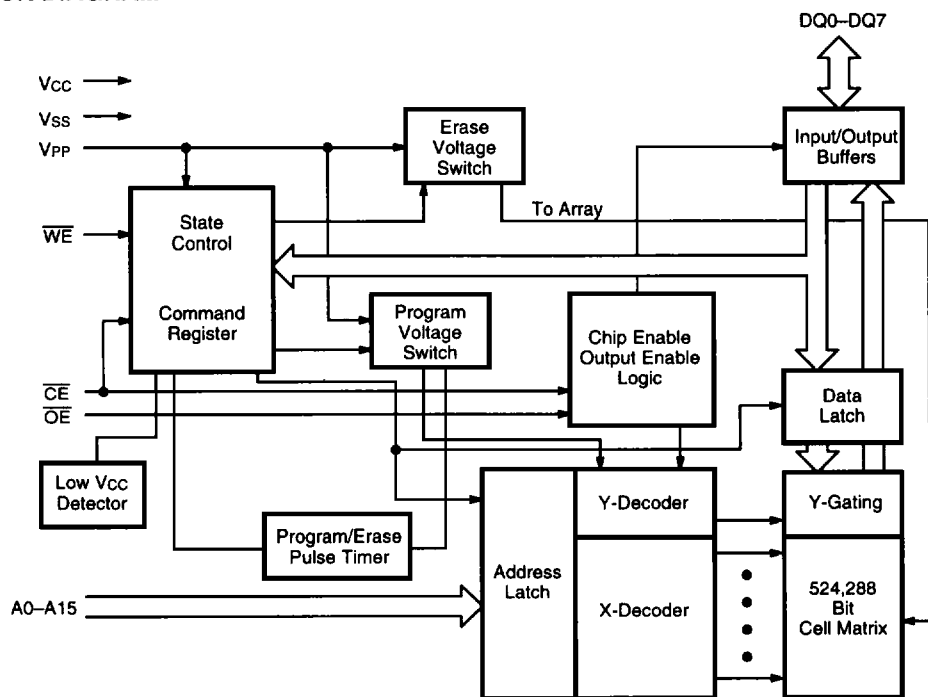 DQ0–DQ7
VCC
VSS
VPP
Erase
Voltage
Switch
Input/Output
Buffers
To Array
State
Control
WE
Command
Register
Program
Voltage
Switch
Chip Enable
Output Enable
Logic
CE
OE
Data
Latch
Low VCC
Detector
Y-Decoder
Y-Gating
Program/Erase
Pulse Timer
Address
Latch
X-Decoder
524,288
Bit
Cell Matrix
A0–A15